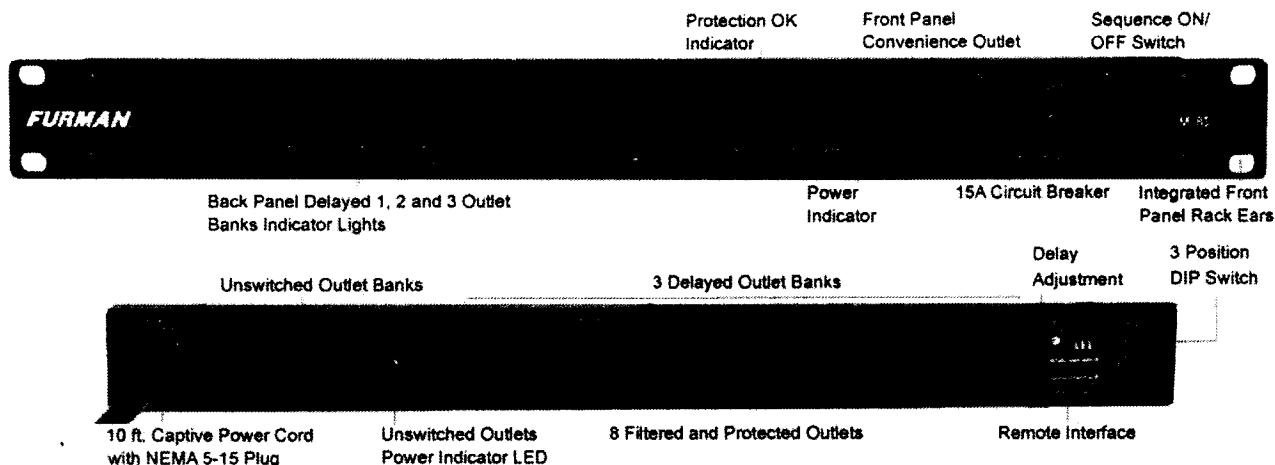 Protection OK
Indicator
Front Panel
Convenience Outlet
Sequence ON/
OFF Switch
FURMAN
Back Panel Delayed 1, 2 and 3 Outlet
Banks Indicator Lights
Power
Indicator
15A Circuit Breaker
Integrated Front
Panel Rack Ears
Unswitched Outlet Banks
3 Delayed Outlet Banks
Delay
Adjustment
3 Position
DIP Switch
10 ft. Captive Power Cord
with NEMA 5-15 Plug
Unswitched Outlets
Power Indicator LED
8 Filtered and Protected Outlets
Remote Interface